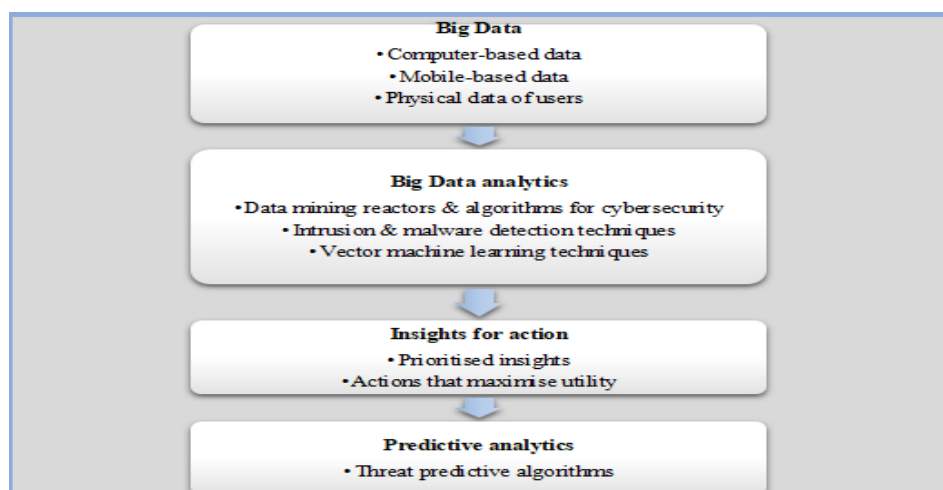 Big Data
• Computer-based data
• Mobile-based data
• Physical data of users
Big Data analytics
•Data mining reactors & algorithms for cybersecurity
• Intrusion & malware detection techniques
• Vector machine learning techniques
Insights for action
• Prioritised insights
• Actions that maximise utility
Predictive analytics
• Threat predictive algorithms